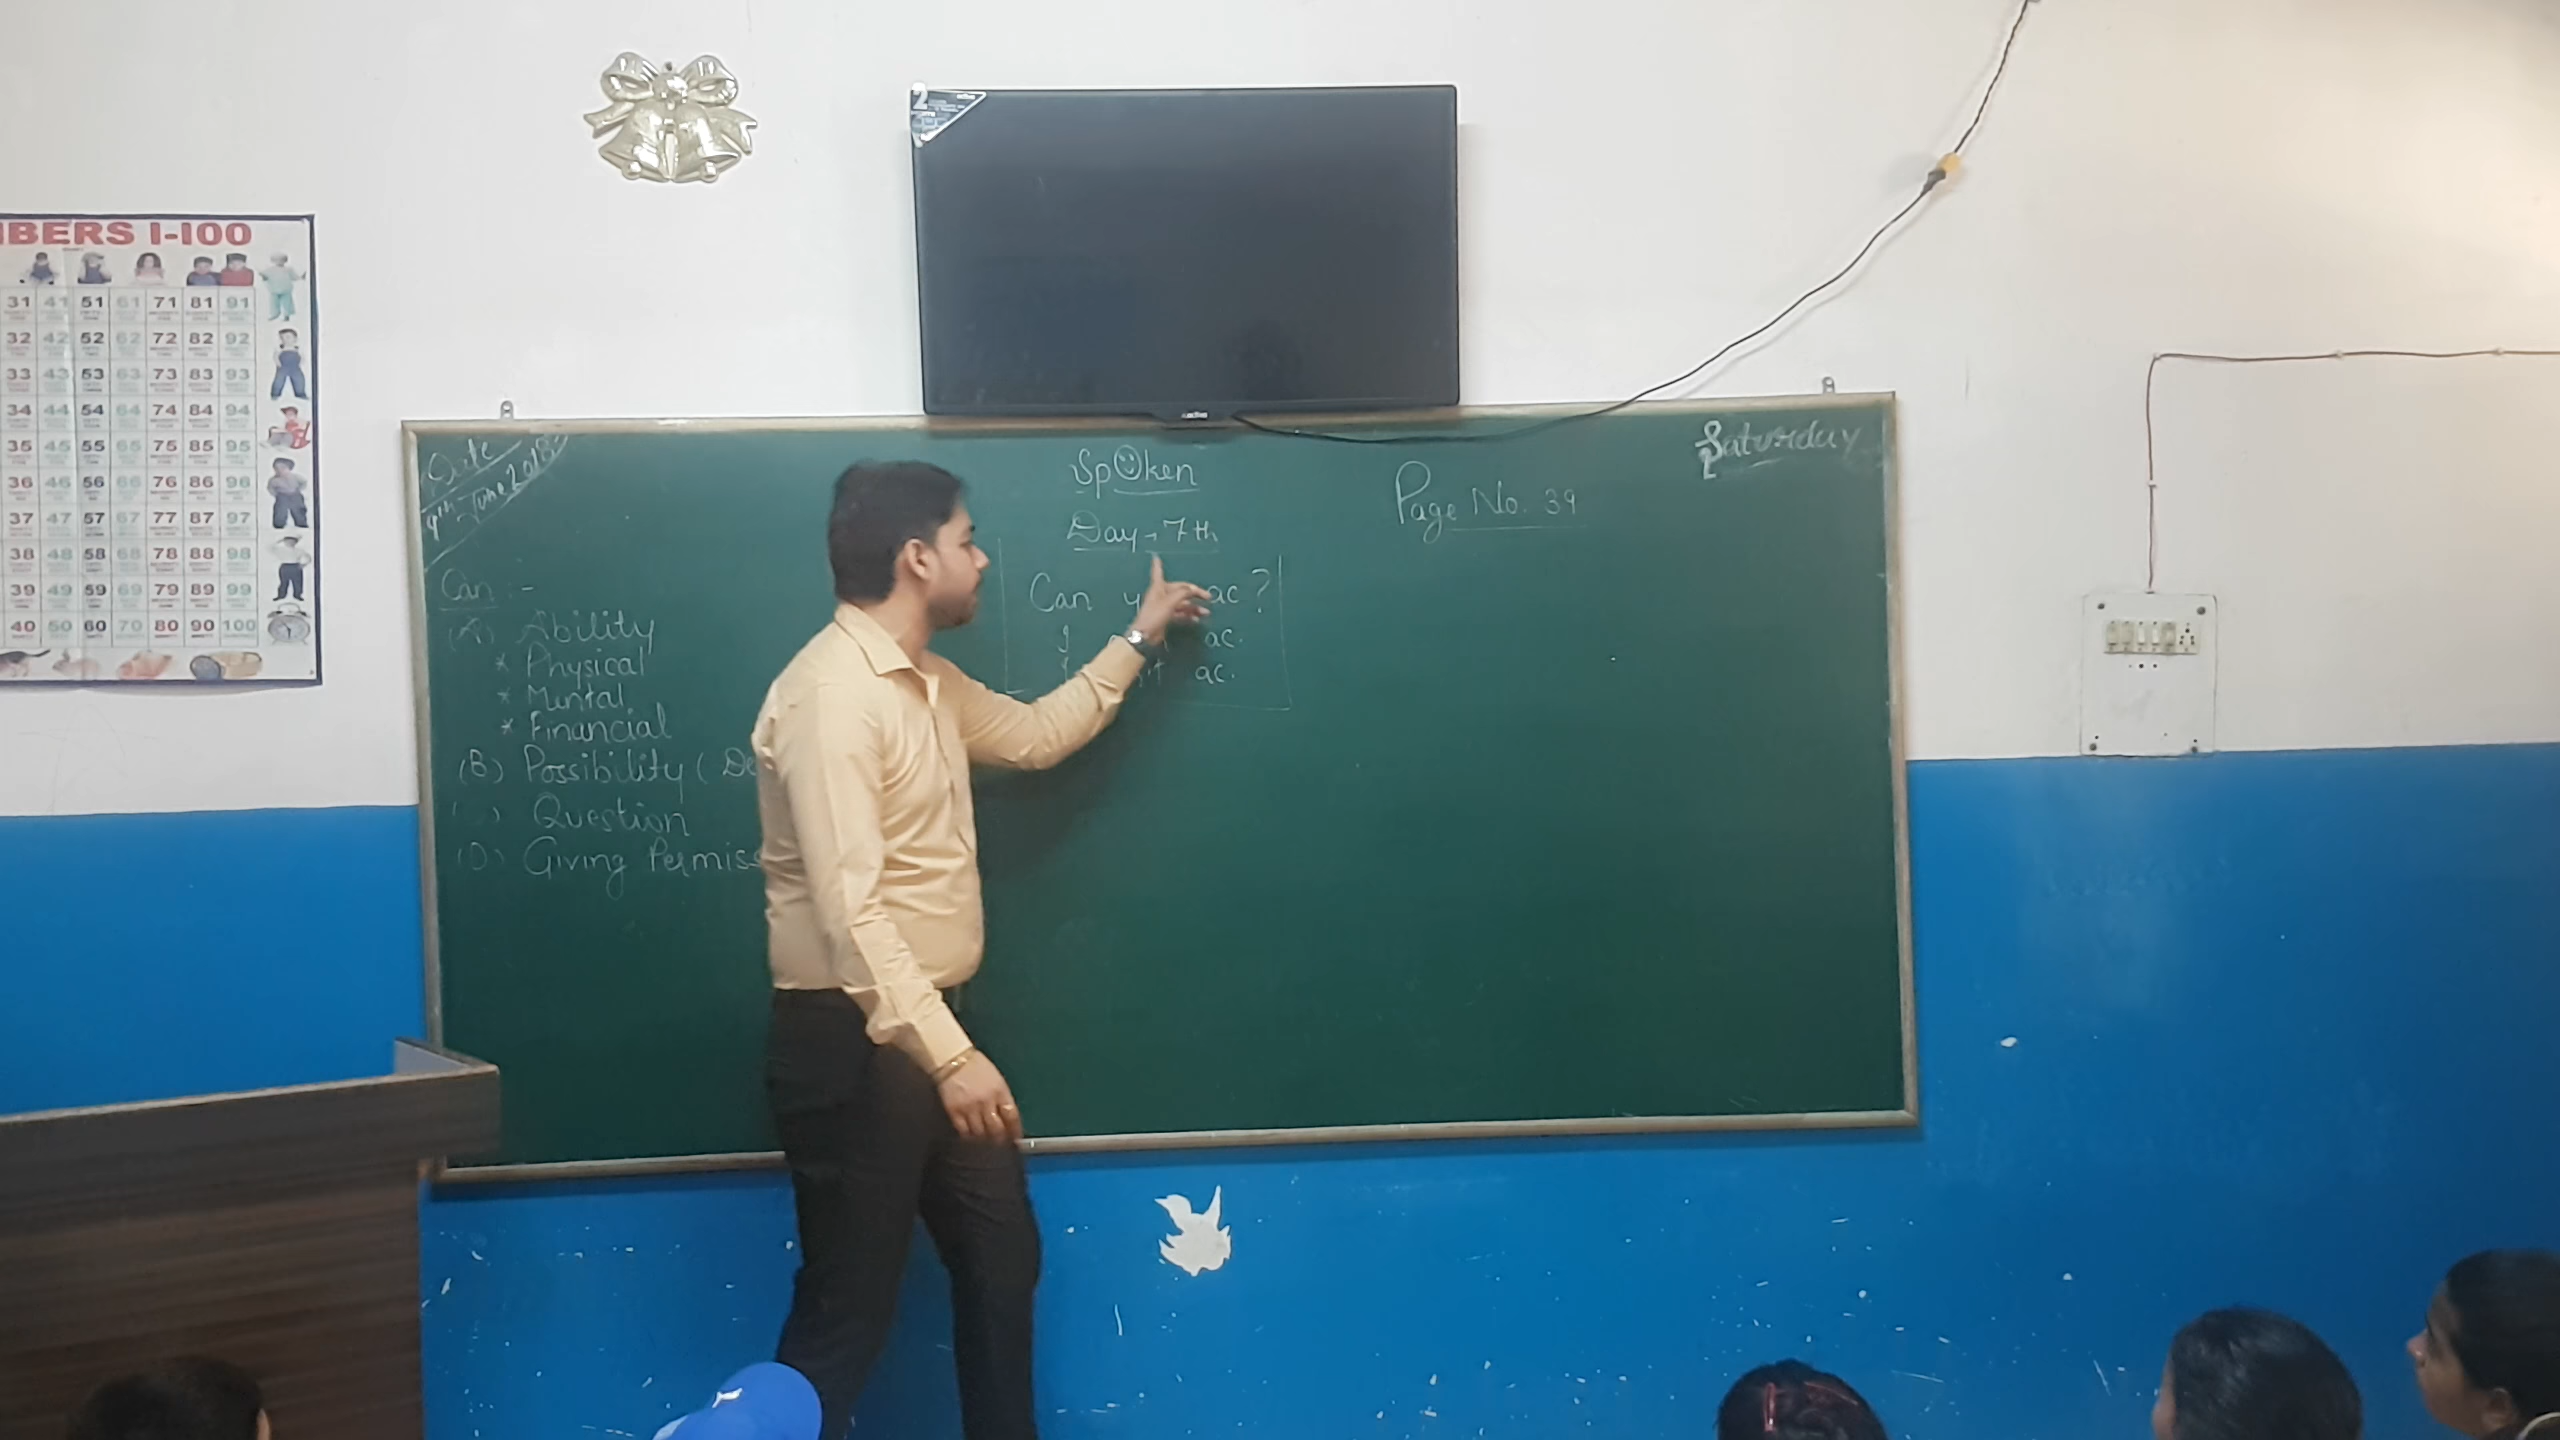 BERS 1-100
31 41 51 61 71 81 91
32 42 52 62 72 82 92
33 43 53 63 73 83 93
34 44 54 64 74 84 94
35 45 55 65 75 85 95
36 46 56 66 76 86 96
37 47 57 67 77 87 97
38 48 58 68 78 88 98
39 49 59 69 79 89 99
40 50 60 70 80 90 100
2
Date
9th June 2018
Can :-
(A) Ability
* Physical
* Mental
* Financial
(B) Possibility ( De
(C) Question
(D) Giving Permiss
Spoken
Day - 7th
Can y ac ?
I ac.
ac.
Page No. 39
Saturday